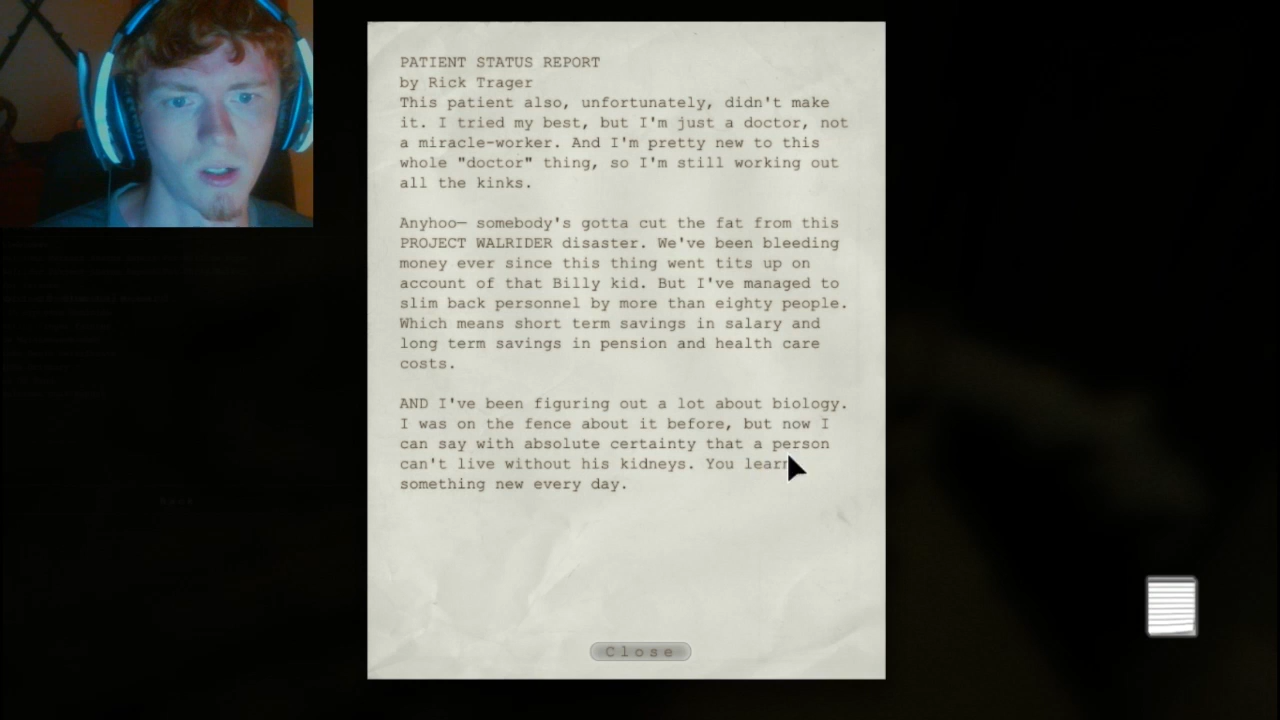 PATIENT STATUS REPORT
by Rick Trager
This patient also, unfortunately, didn't make
it. I tried my best, but I'm just a doctor, not
a miracle-worker. And I'm pretty new to this
whole "doctor" thing, so I'm still working out
all the kinks.
Anyhoo— somebody's gotta cut the fat from this
PROJECT WALRIDER disaster. We've been bleeding
money ever since this thing went tits up on
account of that Billy kid. But I've managed to
slim back personnel by more than eighty people.
Which means short term savings in salary and
long term savings in pension and health care
costs.
AND I've been figuring out a lot about biology.
I was on the fence about it before, but now I
can say with absolute certainty that a person
can't live without his kidneys. You learn
something new every day.
Close